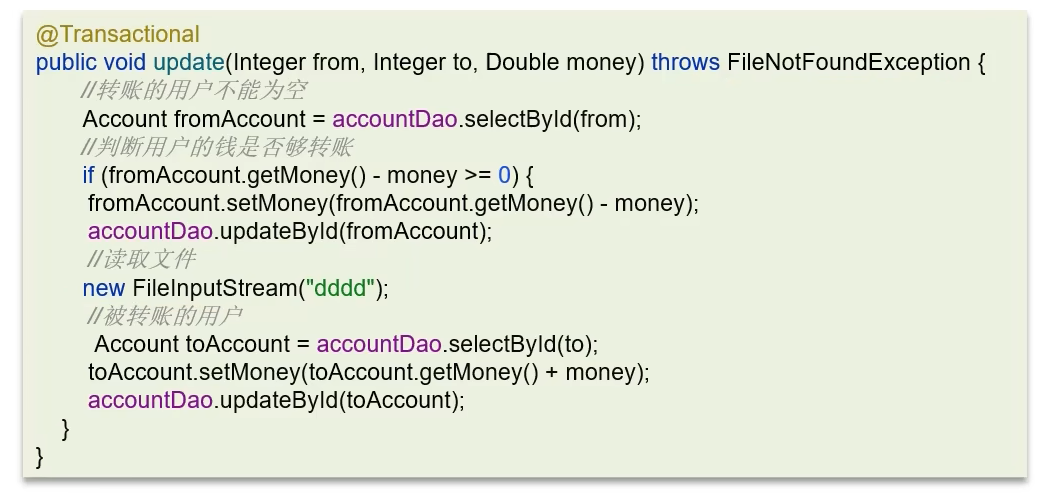 @Transactional
public void update(Integer from, Integer to, Double money) throws FileNotFoundException {
//转账的用户不能为空
Account fromAccount = accountDao.selectById(from);
//判断用户的钱是否够转账
if (fromAccount.getMoney() - money >= 0) {
fromAccount.setMoney(fromAccount.getMoney() - money);
accountDao.updateById(fromAccount);
//读取文件
new FileInputStream("dddd");
//被转账的用户
Account toAccount = accountDao.selectById(to);
toAccount.setMoney(toAccount.getMoney() + money);
accountDao.updateById(toAccount);
}
}